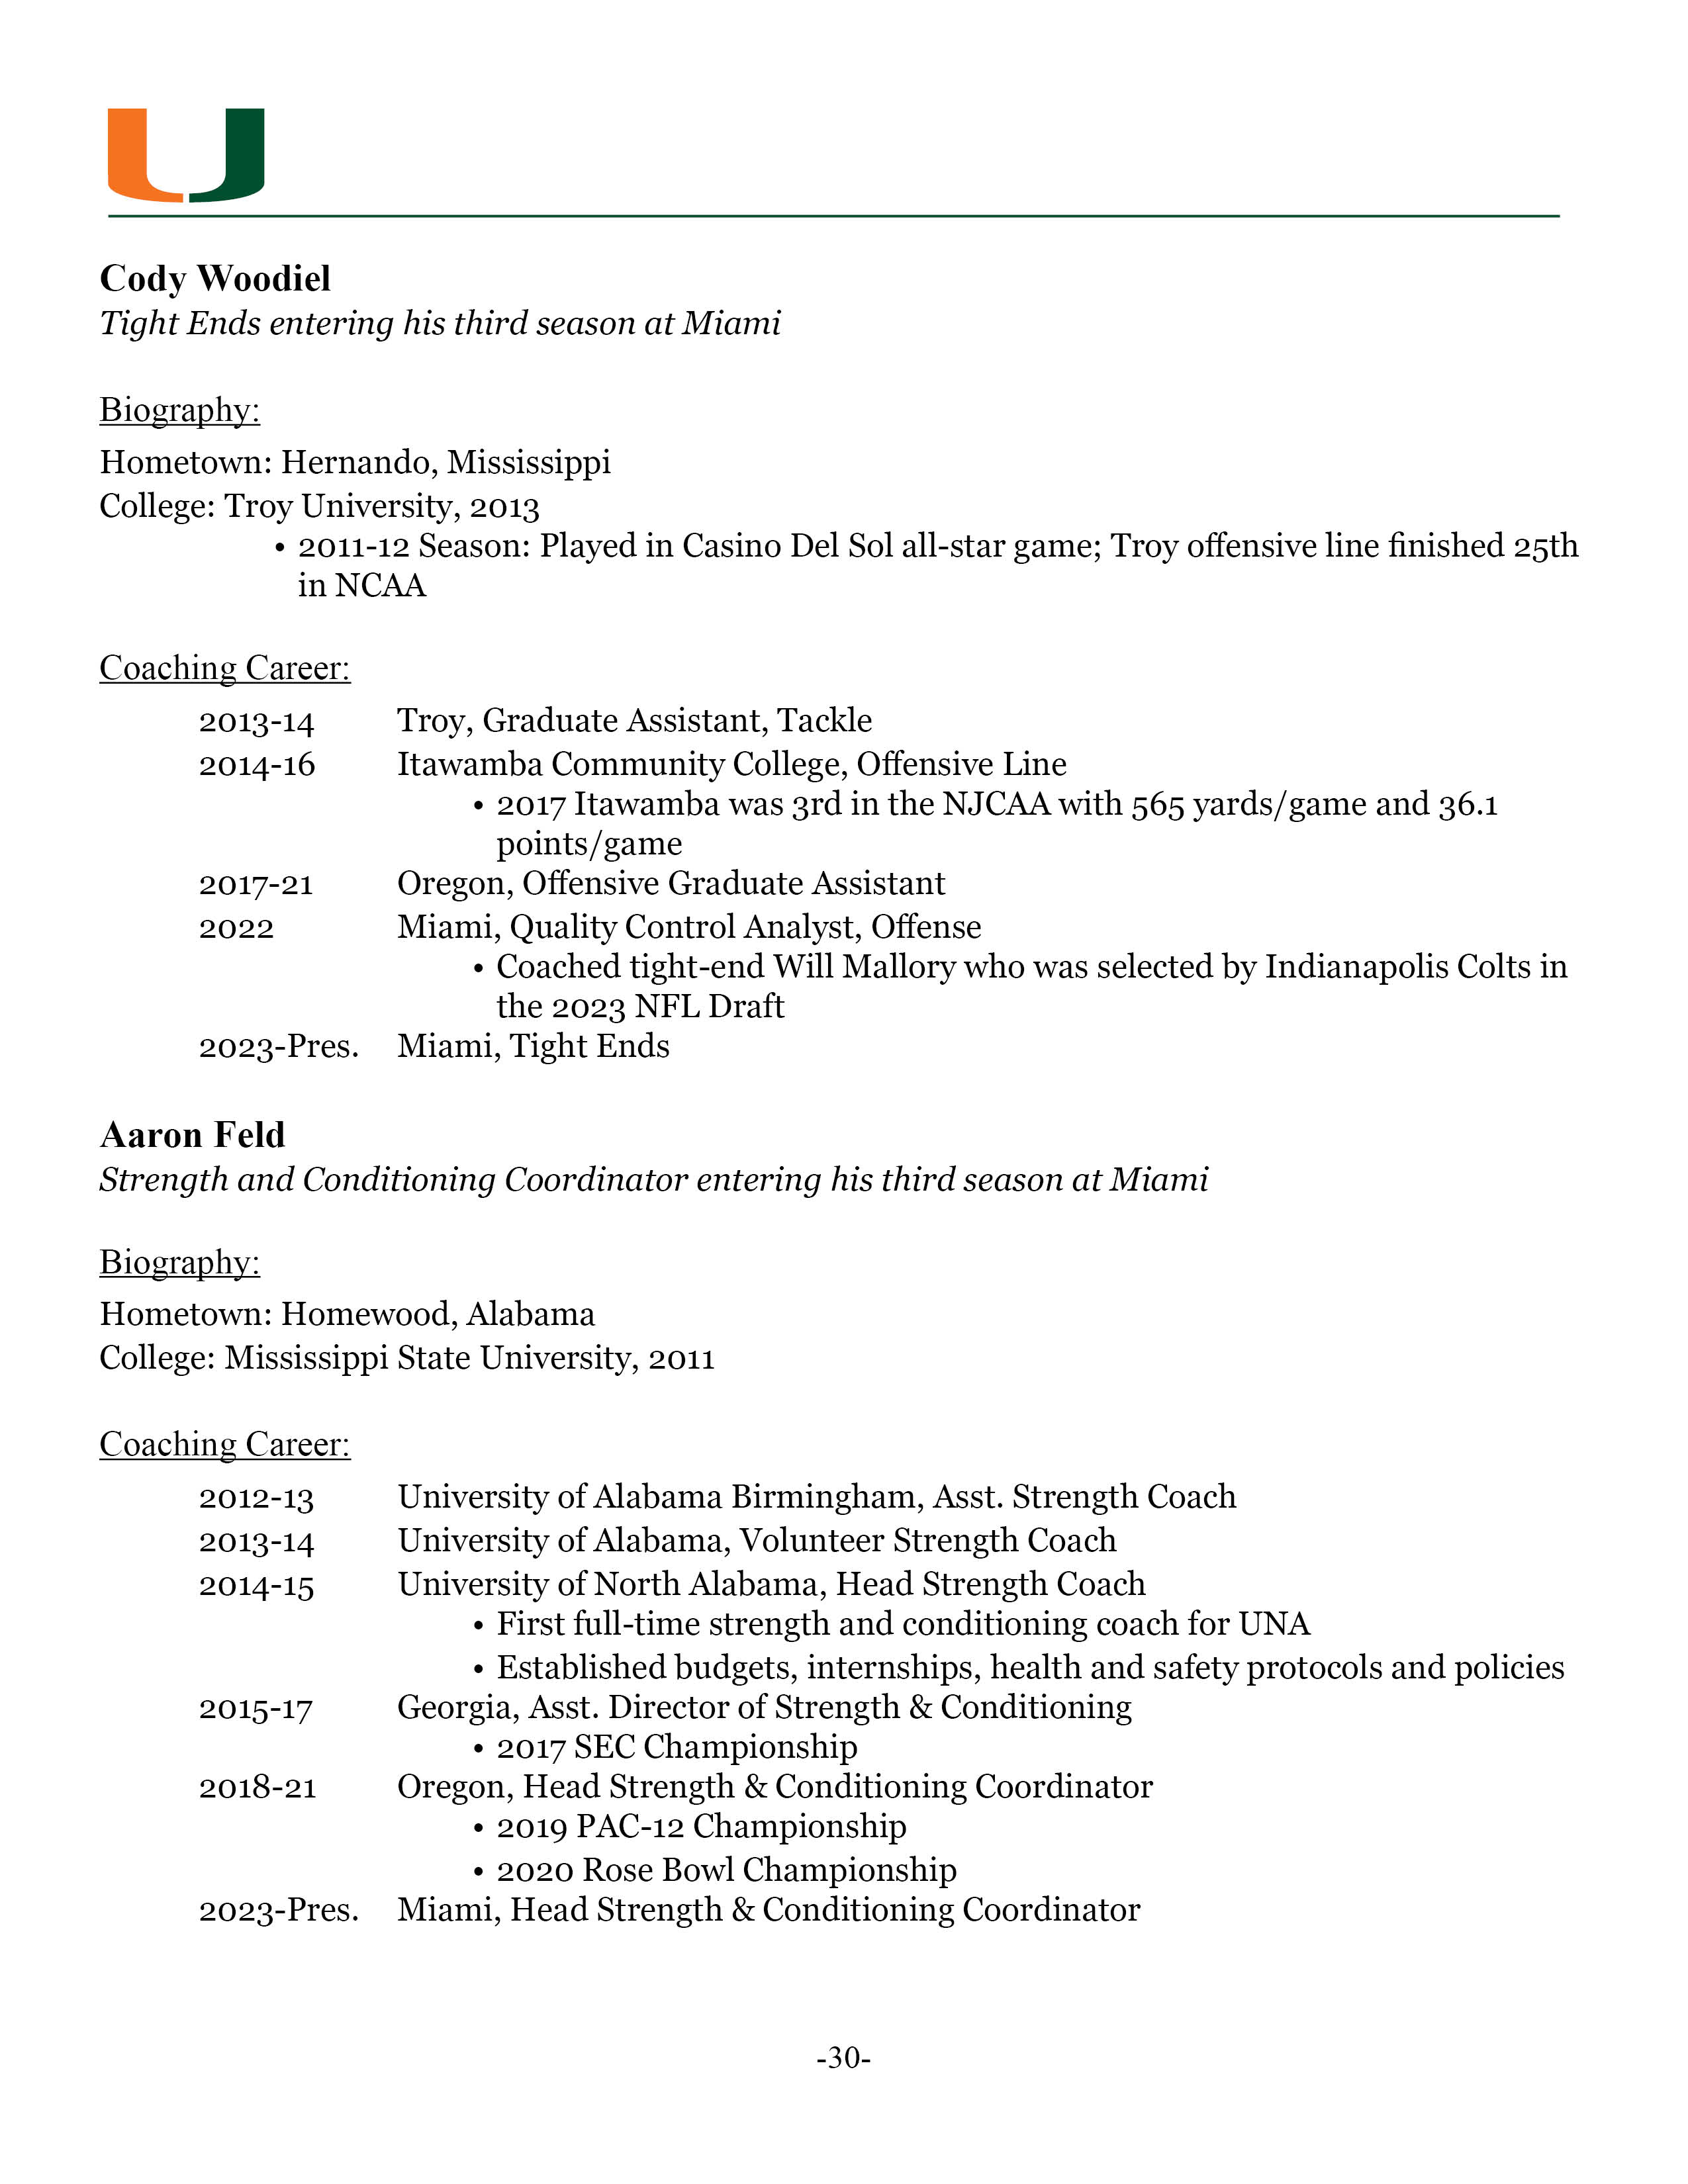 U
Cody Woodiel
Tight Ends entering his third season at Miami
Biography:
Hometown: Hernando, Mississippi
College: Troy University, 2013
• 2011-12 Season: Played in Casino Del Sol all-star game; Troy offensive line finished 25th
in NCAA
Coaching Career:
2013-14 Troy, Graduate Assistant, Tackle
2014-16 Itawamba Community College, Offensive Line
• 2017 Itawamba was 3rd in the NJCAA with 565 yards/game and 36.1
points/game
2017-21 Oregon, Offensive Graduate Assistant
2022 Miami, Quality Control Analyst, Offense
• Coached tight-end Will Mallory who was selected by Indianapolis Colts in
the 2023 NFL Draft
2023-Pres. Miami, Tight Ends
Aaron Feld
Strength and Conditioning Coordinator entering his third season at Miami
Biography:
Hometown: Homewood, Alabama
College: Mississippi State University, 2011
Coaching Career:
2012-13 University of Alabama Birmingham, Asst. Strength Coach
2013-14 University of Alabama, Volunteer Strength Coach
2014-15 University of North Alabama, Head Strength Coach
• First full-time strength and conditioning coach for UNA
• Established budgets, internships, health and safety protocols and policies
2015-17 Georgia, Asst. Director of Strength & Conditioning
• 2017 SEC Championship
2018-21 Oregon, Head Strength & Conditioning Coordinator
• 2019 PAC-12 Championship
• 2020 Rose Bowl Championship
2023-Pres. Miami, Head Strength & Conditioning Coordinator
-30-